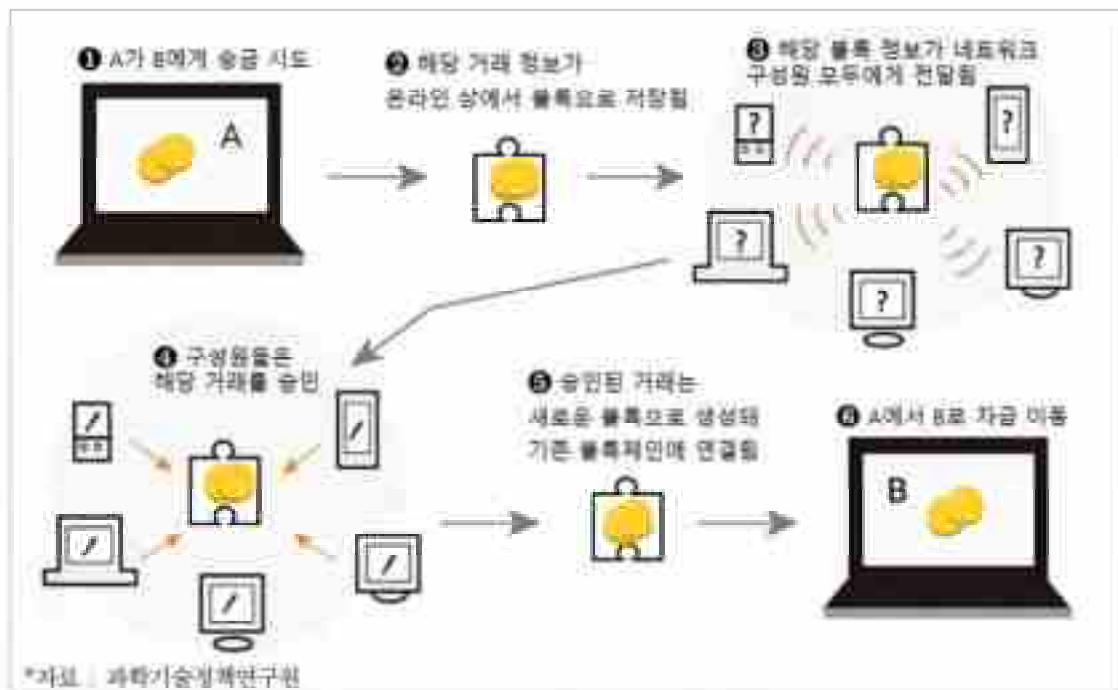 ❶ A가 B에게 송금 시도
A
❷ 해당 거래 정보가
온라인 상에서 블록으로 저장됨
❸ 해당 블록 정보가 네트워크
구성원 모두에게 전달됨
?
?
?
?
?
❹ 구성원들은
해당 거래를 승인
❺ 승인된 거래는
새로운 블록으로 생성돼
기존 블록체인에 연결됨
❻ A에서 B로 자금 이동
B
*자료 : 과학기술정책연구원